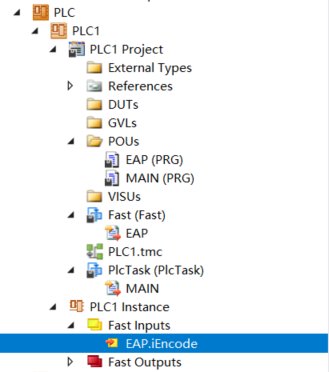 PLC
PLC1
PLC1 Project
External Types
References
DUTs
GVLs
POUs
EAP (PRG)
MAIN (PRG)
VISUs
Fast (Fast)
EAP
PLC1.tmc
PlcTask (PlcTask)
MAIN
PLC1 Instance
Fast Inputs
EAP.iEncode
Fast Outputs